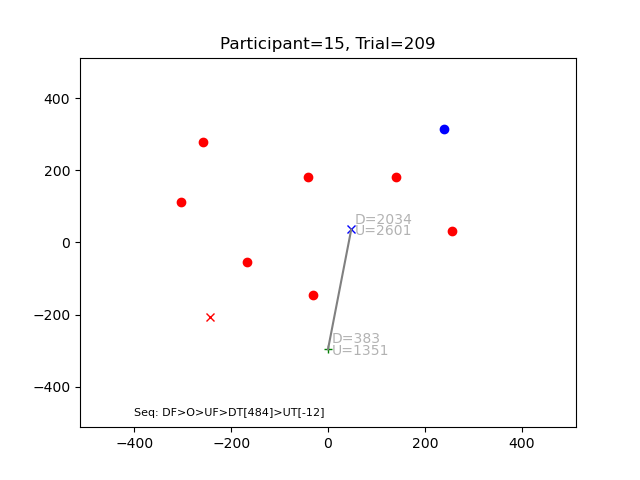 Participant=15, Trial=209
400
200
0
−200
−400
D=2034
U=2601
D=383
U=1351
Seq: DF>O>UF>DT[484]>UT[-12]
−400
−200
0
200
400